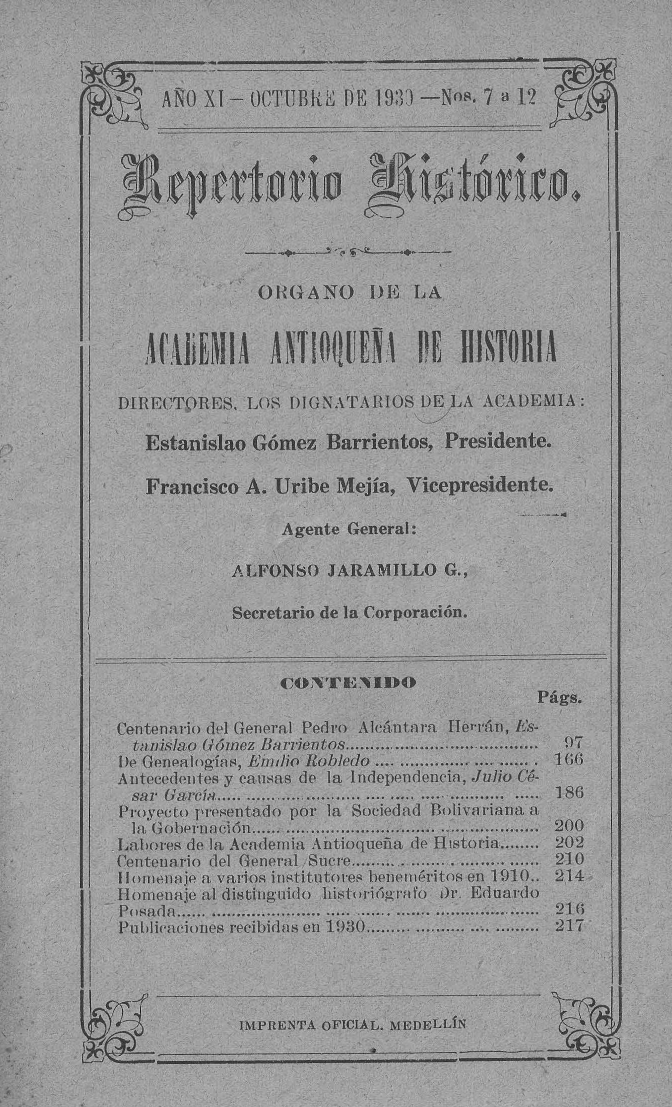 AÑO XI — OCTUBRE DE 1930 — Nos. 7 a 12
Repertorio Histórico.
ORGANO DE LA
ACADEMIA ANTIOQUEÑA DE HISTORIA
DIRECTORES, LOS DIGNATARIOS DE LA ACADEMIA:
Estanislao Gómez Barrientos, Presidente.
Francisco A. Uribe Mejía, Vicepresidente.
Agente General:
ALFONSO JARAMILLO G.,
Secretario de la Corporación.
CONTENIDO
Págs.
Centenario del General Pedro Alcántara Herrán, Es-
tanislao Gómez Barrientos........................................ 97
De Genealogías, Emilio Robledo .................................. 166
Antecedentes y causas de la Independencia, Julio Cé-
sar García................................................................ 186
Proyecto presentado por la Sociedad Bolivariana a
la Gobernación......................................................... 200
Labores de la Academia Antioqueña de Historia........ 202
Centenario del General Sucre..................................... 210
Homenaje a varios institutores beneméritos en 1910.. 214
Homenaje al distinguido historiógrafo Dr. Eduardo
Posada...................................................................... 216
Publicaciones recibidas en 1930.................................. 217
IMPRENTA OFICIAL. MEDELLÍN